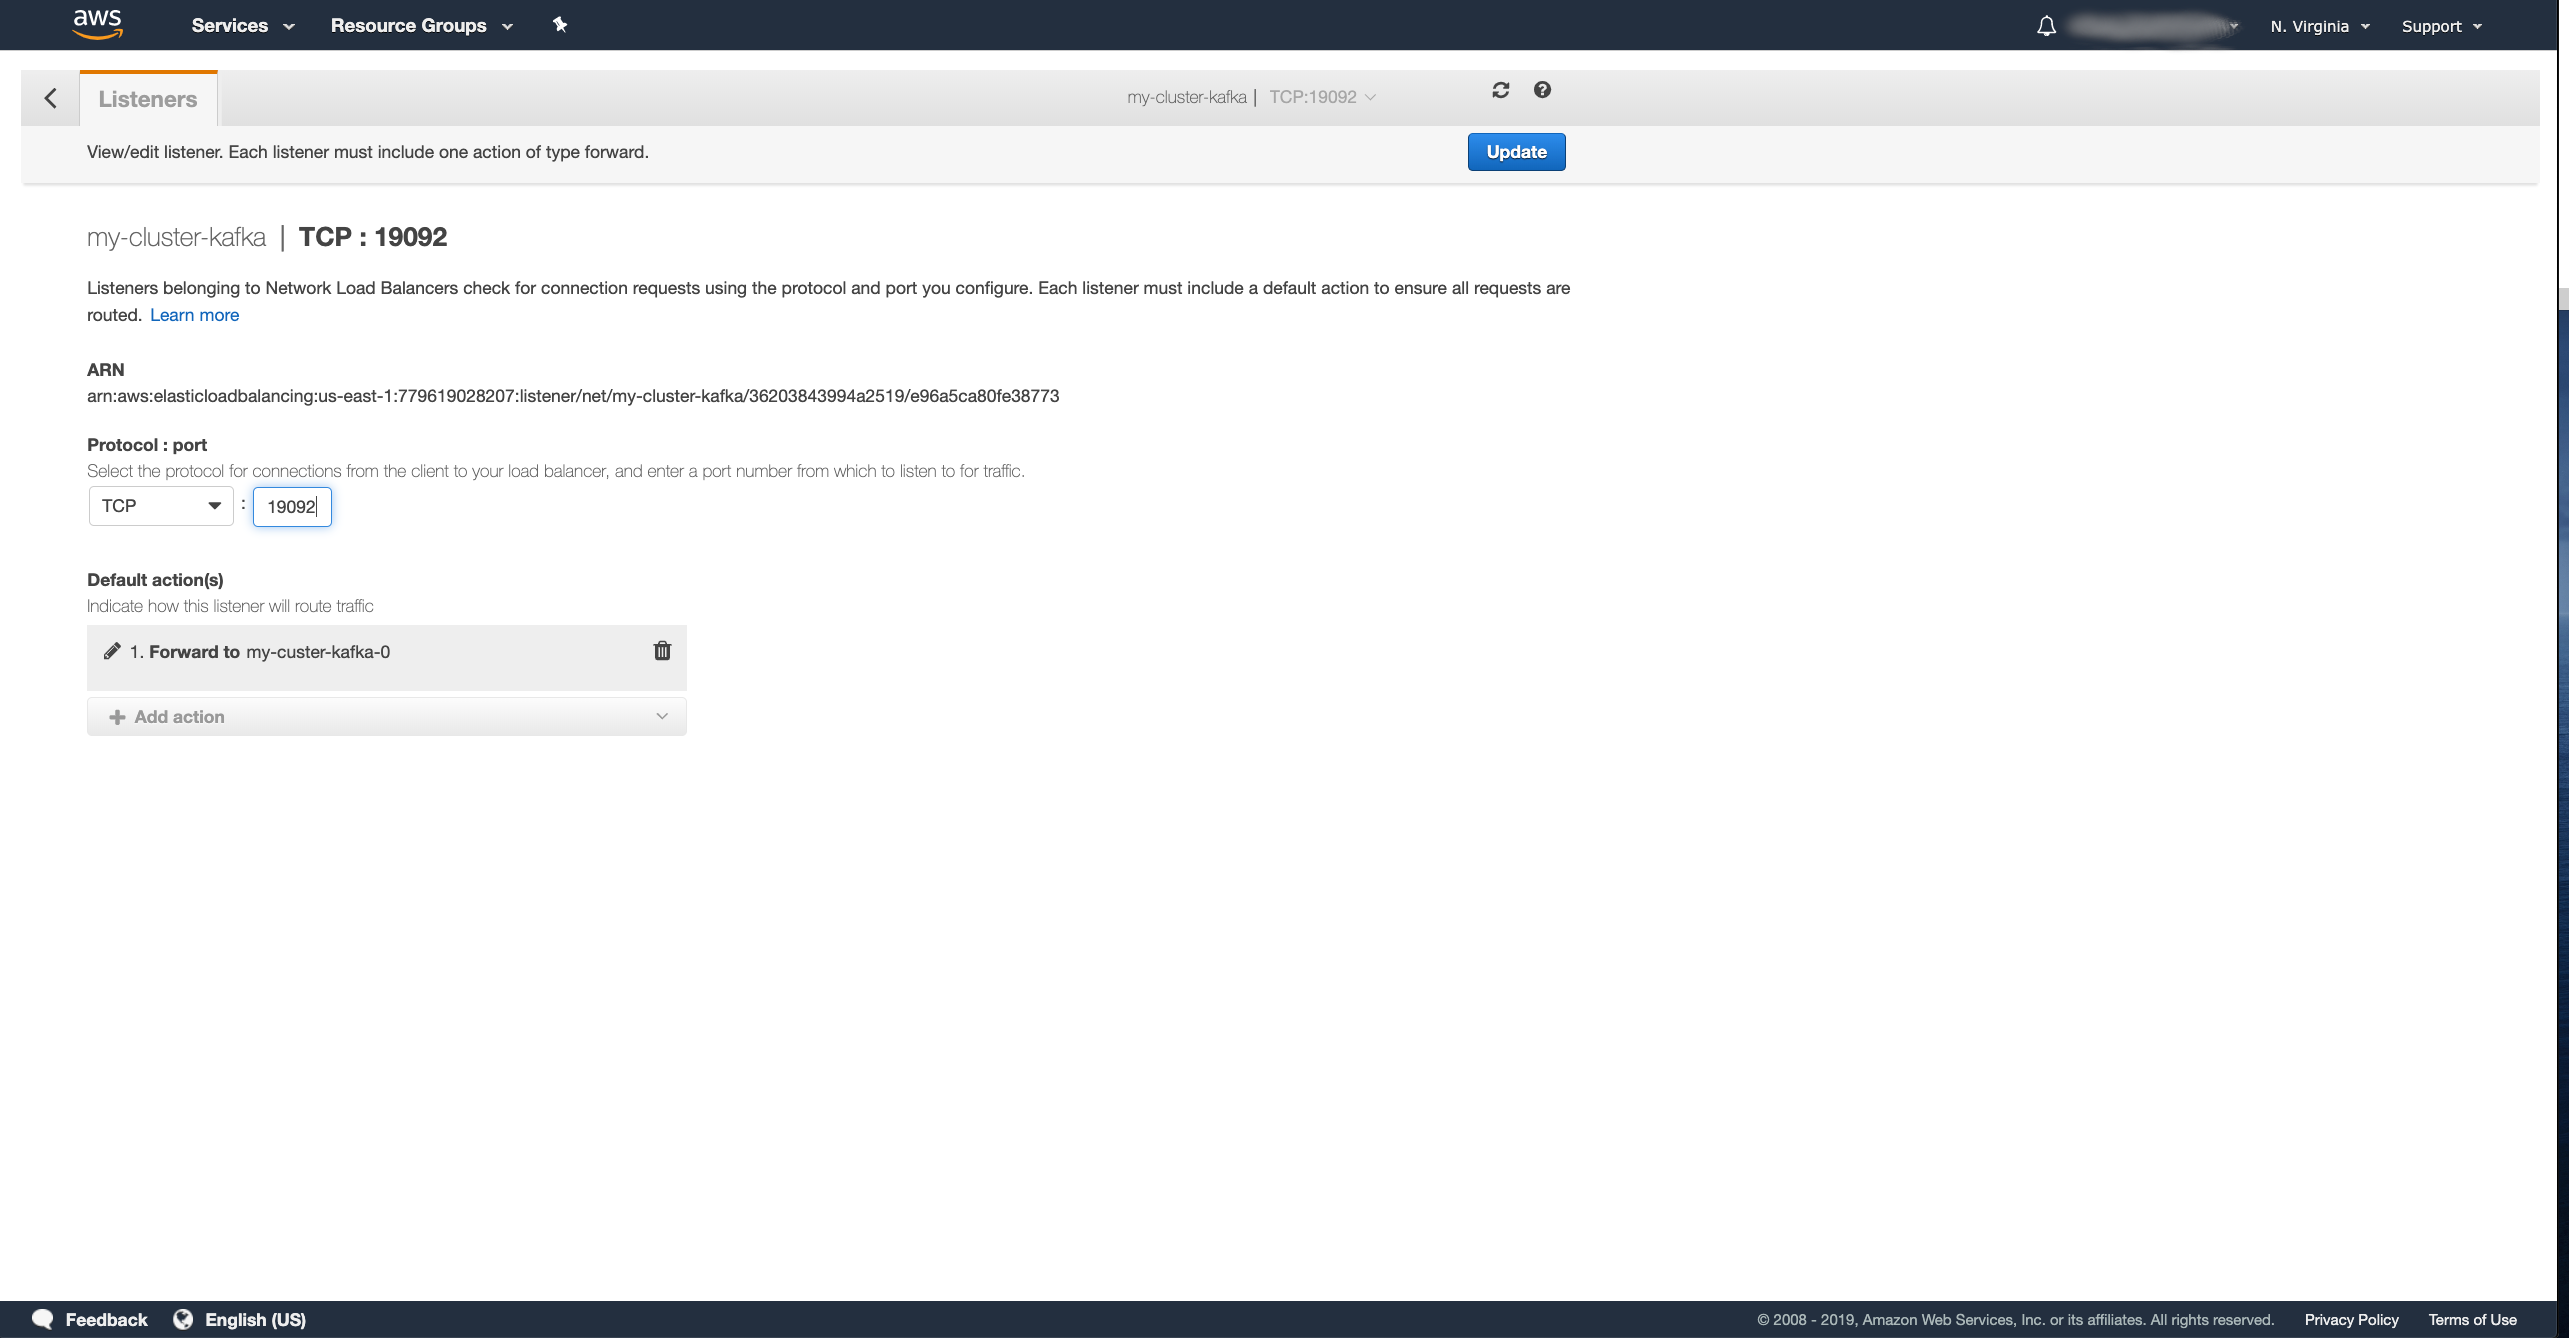 aws Services Resource Groups N. Virginia Support
Listeners my-cluster-kafka | TCP:19092
View/edit listener. Each listener must include one action of type forward. Update
my-cluster-kafka | TCP : 19092
Listeners belonging to Network Load Balancers check for connection requests using the protocol and port you configure. Each listener must include a default action to ensure all requests are
routed. Learn more
ARN
arn:aws:elasticloadbalancing:us-east-1:779619028207:listener/net/my-cluster-kafka/36203843994a2519/e96a5ca80fe38773
Protocol : port
Select the protocol for connections from the client to your load balancer, and enter a port number from which to listen to for traffic.
TCP : 19092
Default action(s)
Indicate how this listener will route traffic
1. Forward to my-custer-kafka-0
Add action
Feedback English (US) © 2008 - 2019, Amazon Web Services, Inc. or its affiliates. All rights reserved. Privacy Policy Terms of Use